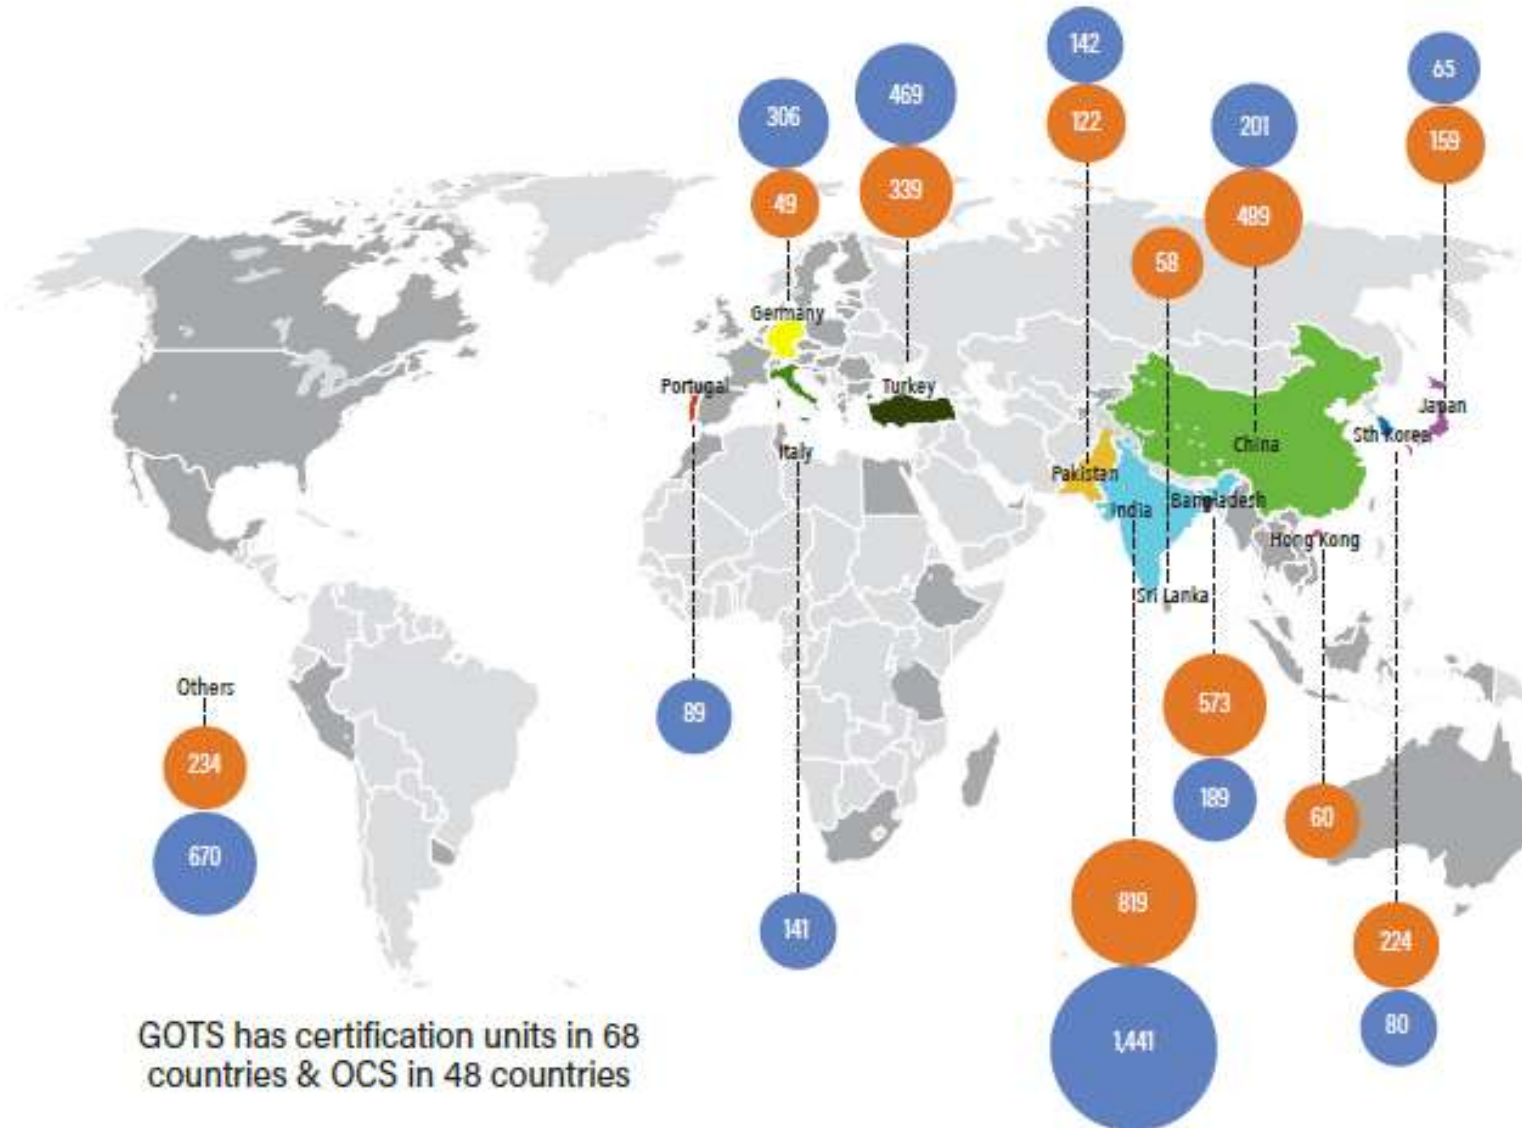 142
65
469
306
201
122
159
339
49
489
58
Germany
Portugal
Turkey
Japan
Sth Korea
China
Italy
Pakistan
Bangladesh
India
Hong Kong
Sri Lanka
Others
89
573
234
189
60
670
819
141
224
80
1,441
GOTS has certification units in 68
countries & OCS in 48 countries